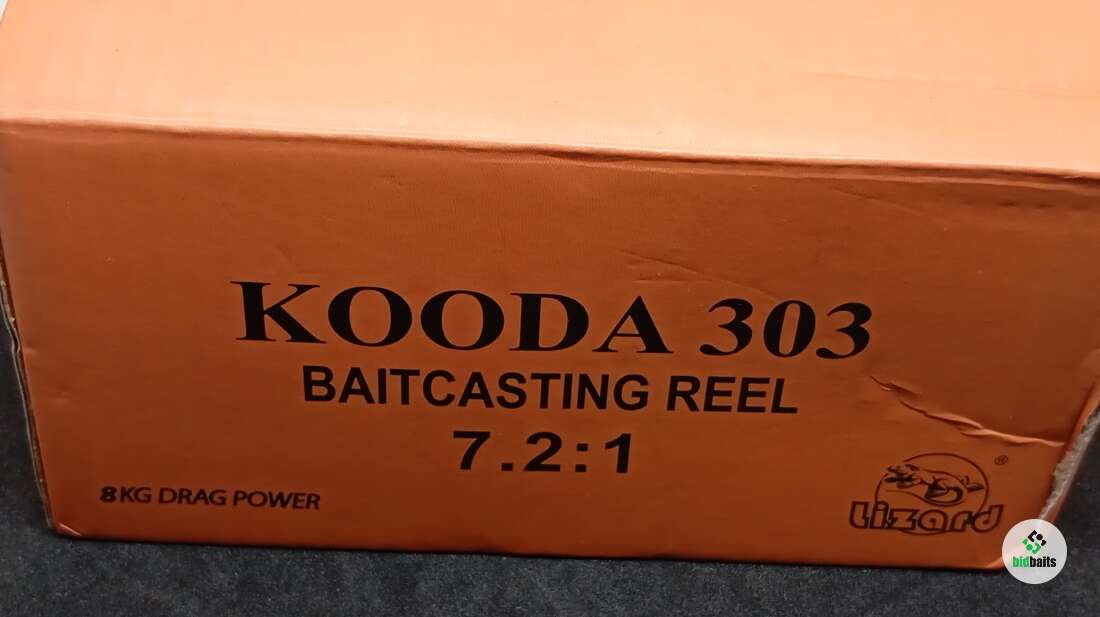 KOODA 303
BAITCASTING REEL
7.2:1
8KG DRAG POWER
®
Lizard
bidbaits